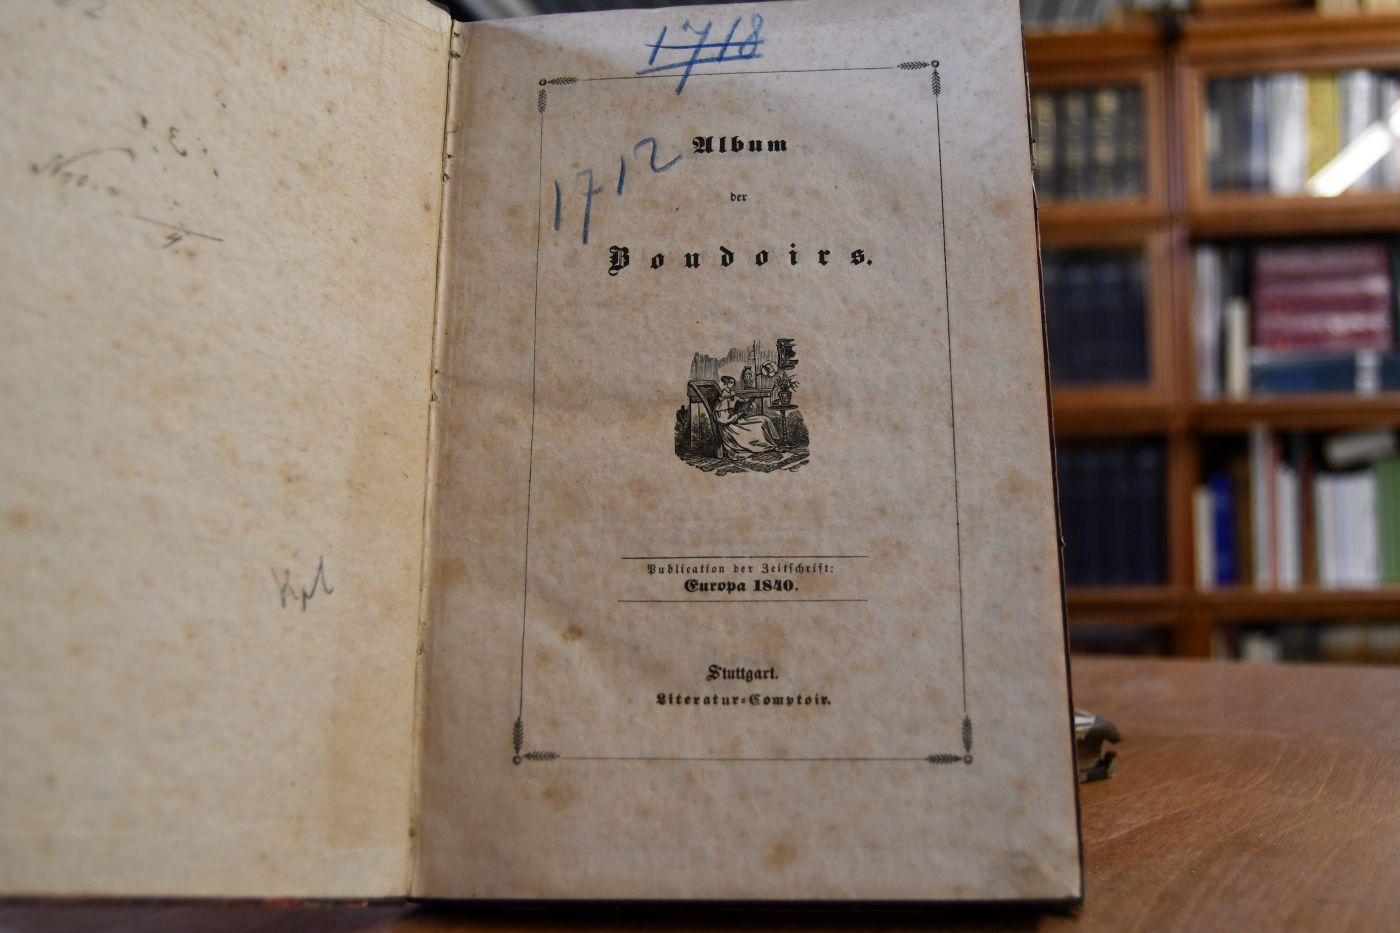 1718
1712
Album
der
Boudoirs.
Publication der Zeitschrift:
Europa 1840.
Stuttgart.
Literatur-Comptoir.